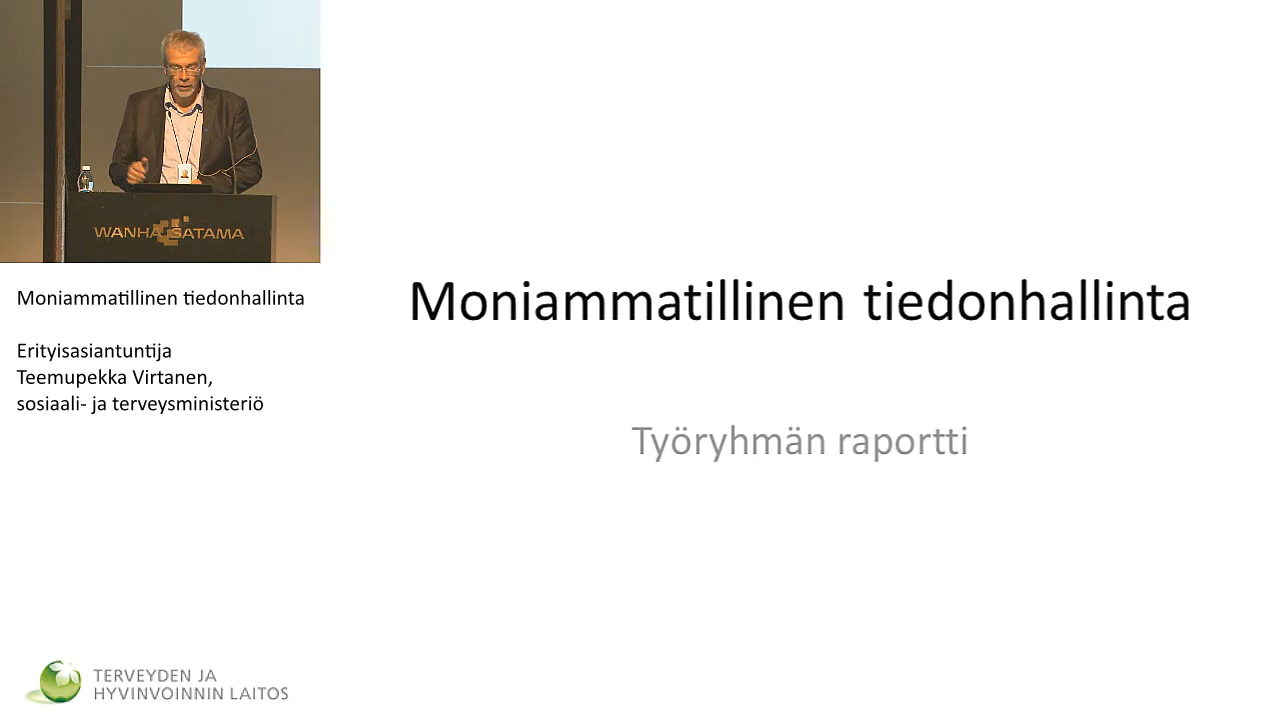 WANHA SATAMA
Moniammatillinen tiedonhallinta
Erityisasiantuntija
Teemupekka Virtanen,
sosiaali- ja terveysministeriö
Moniammatillinen tiedonhallinta
Työryhmän raportti
TERVEYDEN JA
HYVINVOINNIN LAITOS